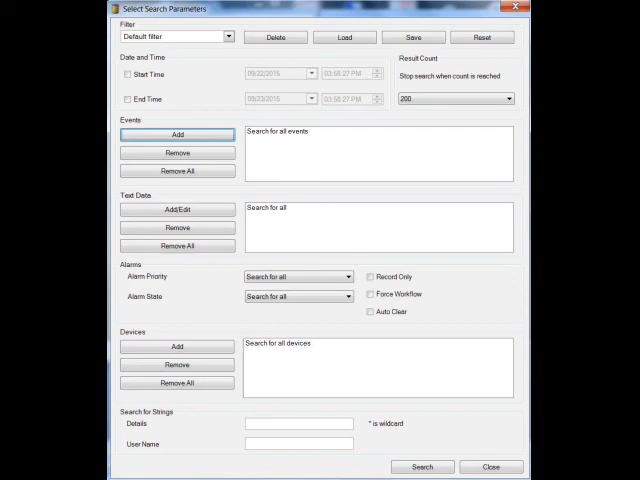 Select Search Parameters
Filter
Default filter
Delete
Load
Save
Reset
Date and Time
Start Time
09/22/2015
03:58:27 PM
End Time
09/23/2015
03:58:27 PM
Result Count
Stop search when count is reached
200
Events
Add
Remove
Remove All
Search for all events
Text Data
Add/Edit
Remove
Remove All
Search for all
Alarms
Alarm Priority
Search for all
Record Only
Alarm State
Search for all
Force Workflow
Auto Clear
Devices
Add
Remove
Remove All
Search for all devices
Search for Strings
Details
* is wildcard
User Name
Search
Close